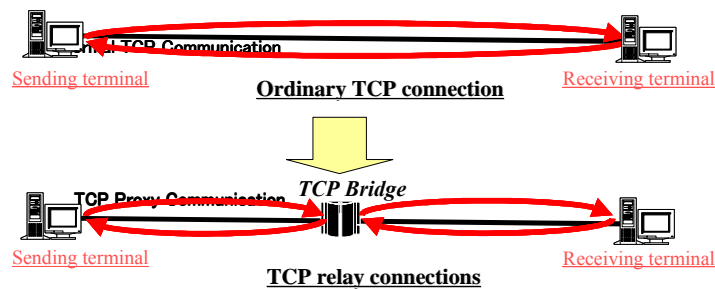 TCP Communication
Sending terminal
Receiving terminal
Ordinary TCP connection
TCP Proxy Communication
TCP Bridge
Sending terminal
Receiving terminal
TCP relay connections